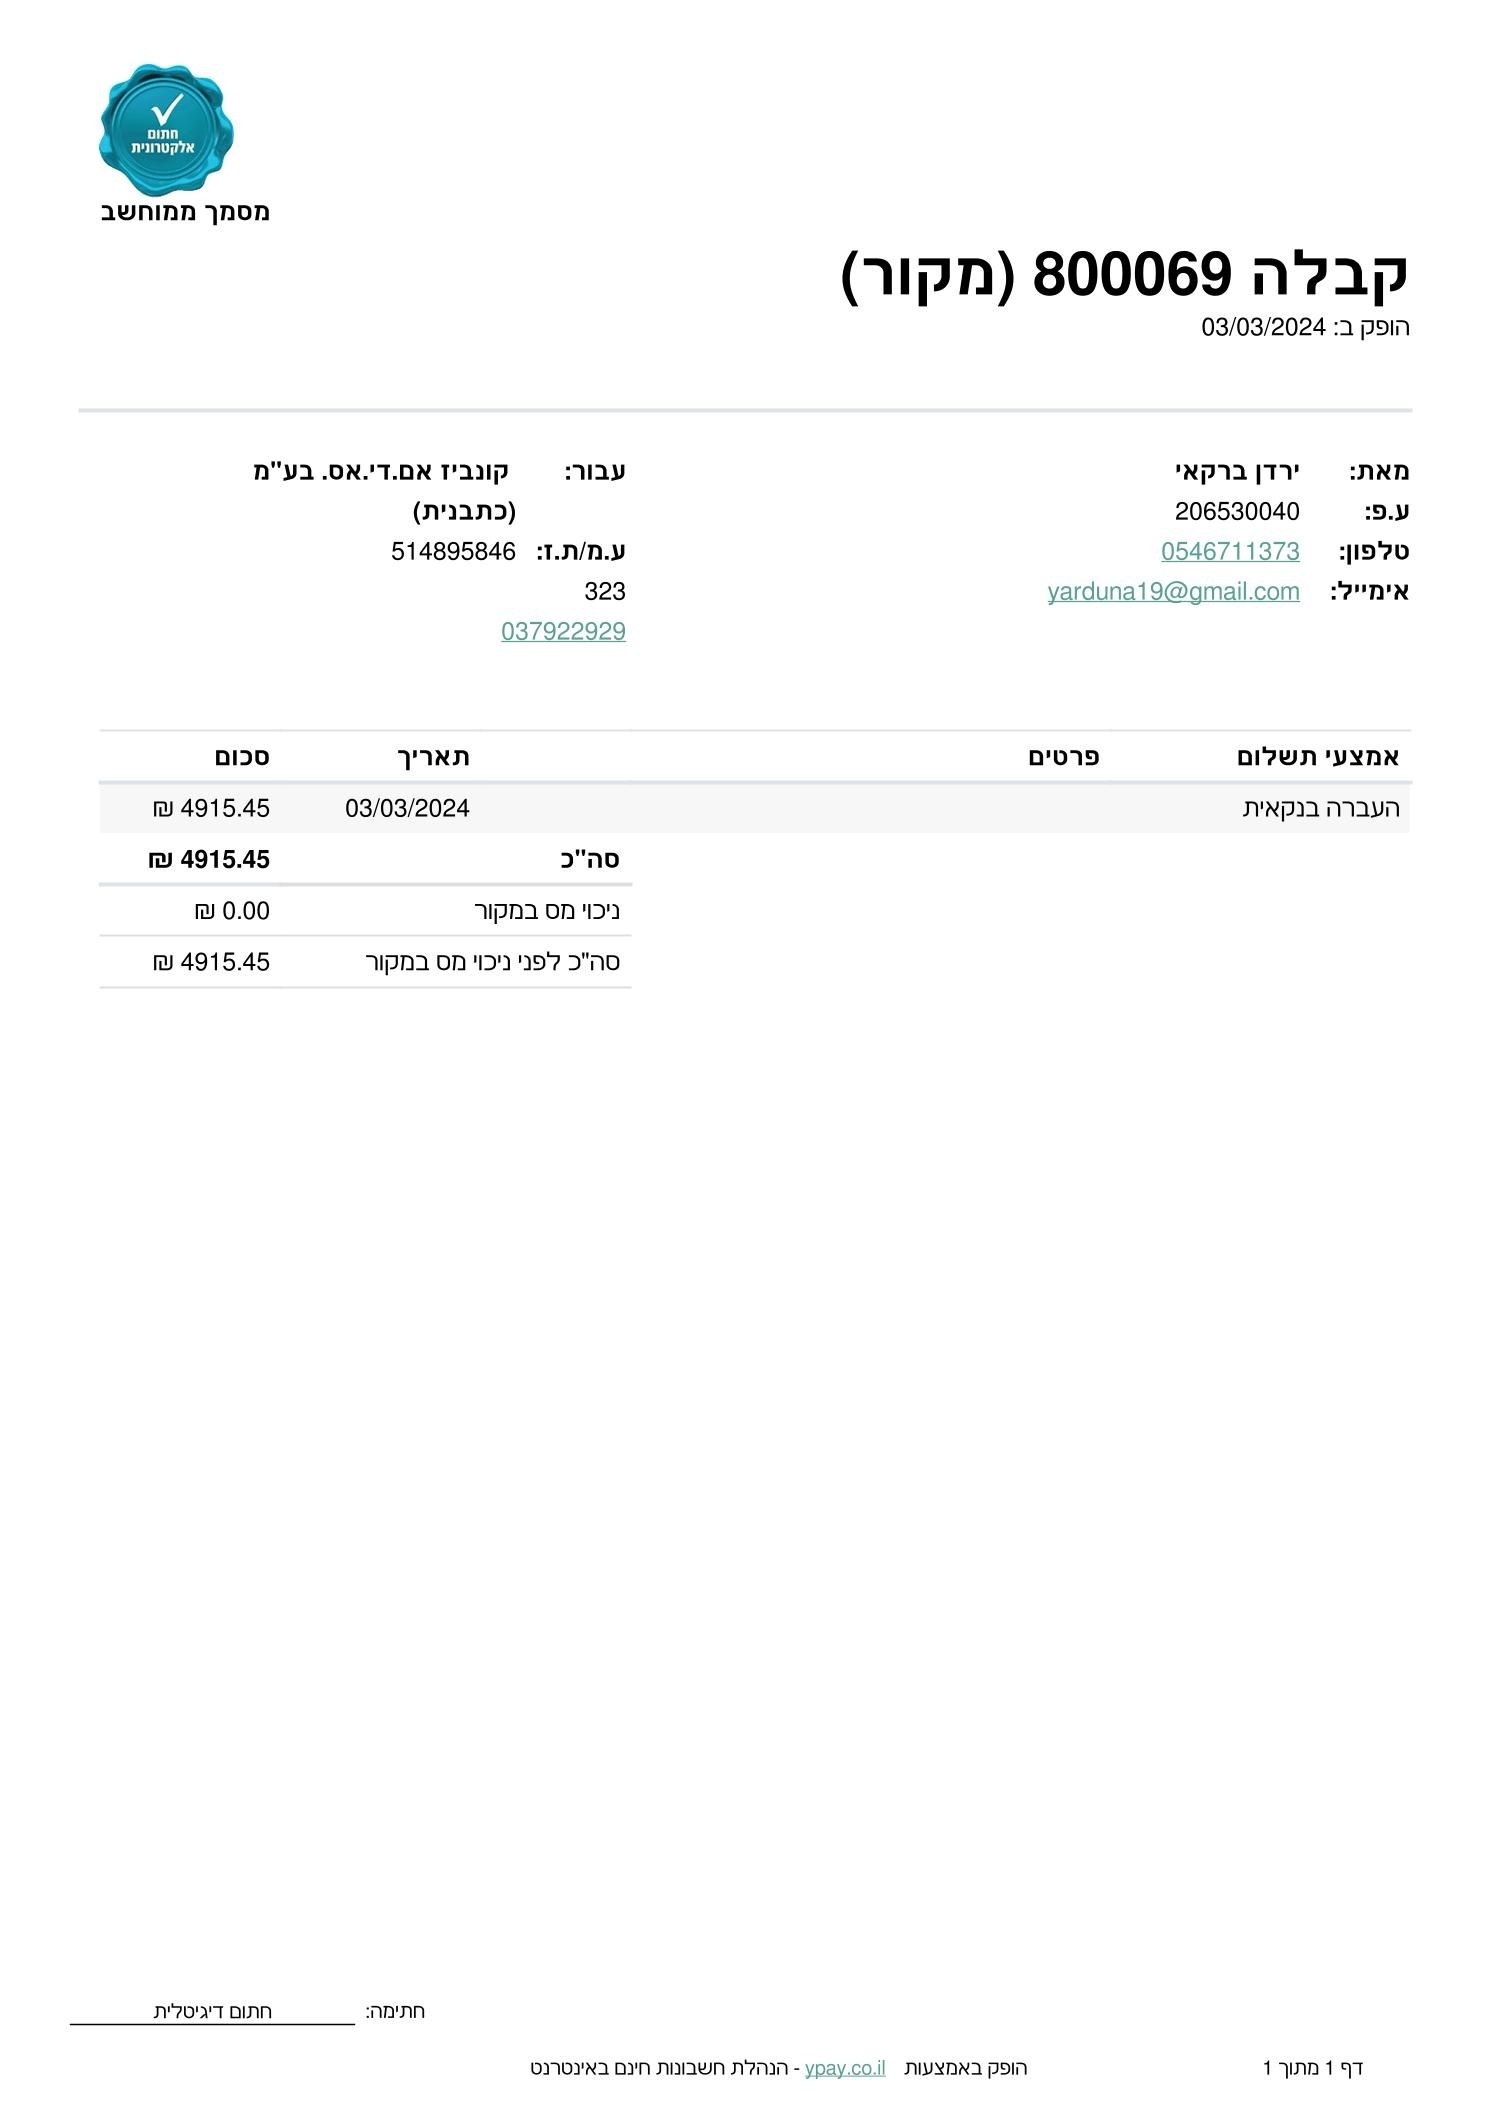 חתום
אלקטרונית
מסמך ממוחשב
קבלה 800069 (מקור)
הופק ב: 03/03/2024
מאת: ירדן ברקאי
ע.פ: 206530040
טלפון: 0546711373
אימייל: yarduna19@gmail.com
עבור: קונביז אם.די.אס. בע"מ
(כתבנית)
ע.מ/ת.ז: 514895846
323
037922929
אמצעי תשלום פרטים תאריך סכום
העברה בנקאית 03/03/2024 4915.45 ₪
סה"כ 4915.45 ₪
ניכוי מס במקור 0.00 ₪
סה"כ לפני ניכוי מס במקור 4915.45 ₪
חתימה: חתום דיגיטלית
דף 1 מתוך 1 הופק באמצעות ypay.co.il - הנהלת חשבונות חינם באינטרנט